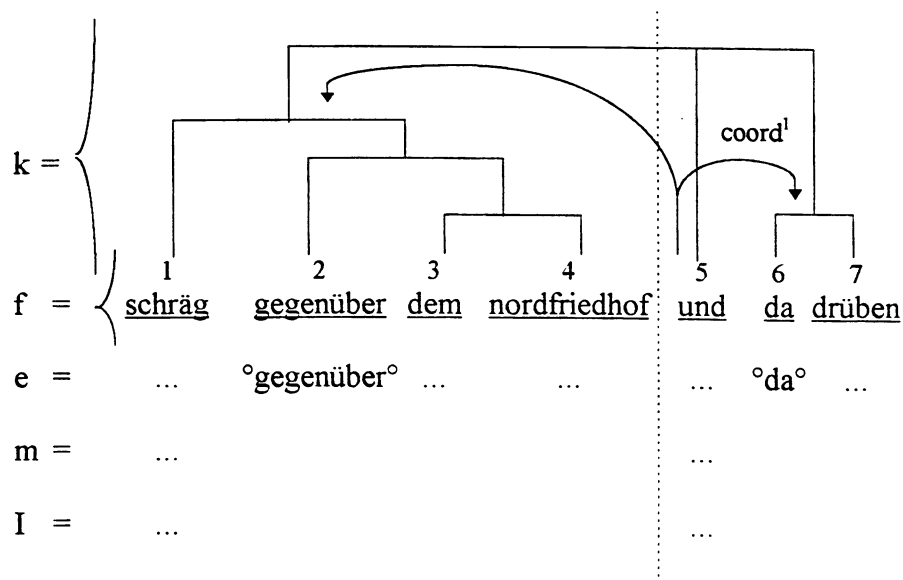 coord¹
k =
1 2 3 4 5 6 7
f = schräg gegenüber dem nordfriedhof und da drüben
e = ... °gegenüber° ... ... ... °da° ...
m = ... ...
I = ... ...